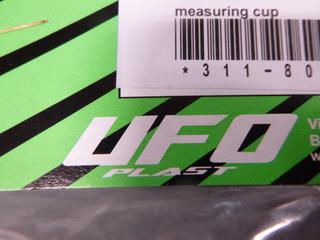 measuring cup
*311-80
UFO
PLAST